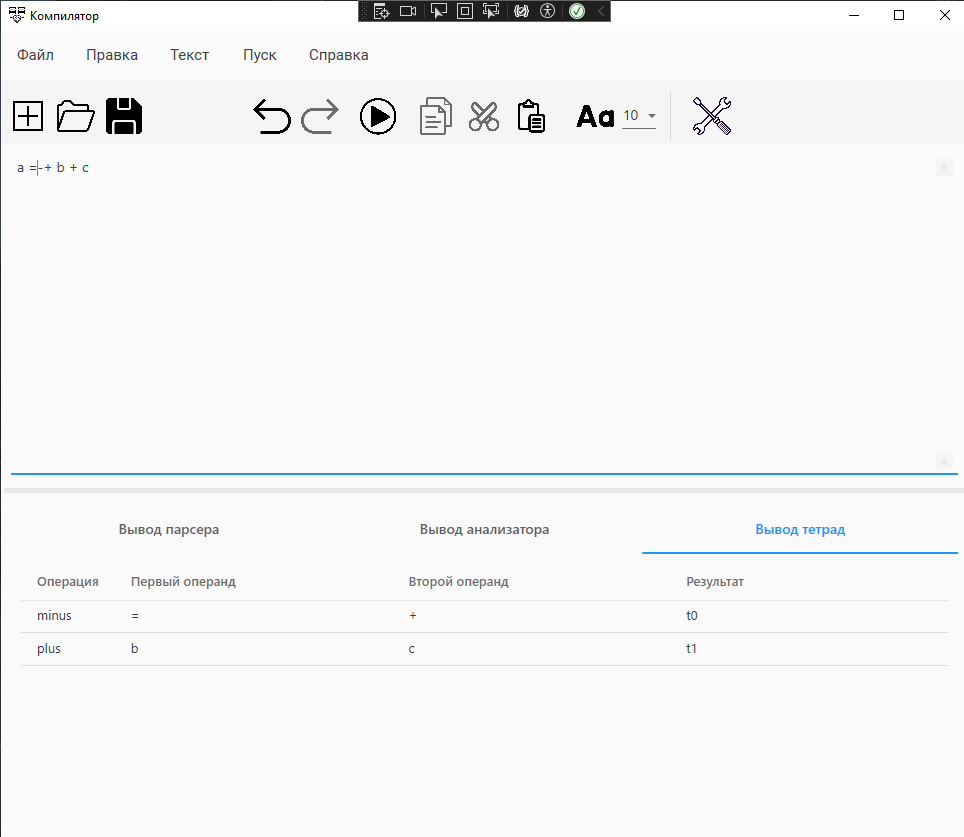 Компилятор
Файл Правка Текст Пуск Справка
Aa 10
a =-+ b + c
Вывод парсера Вывод анализатора Вывод тетрад
Операция Первый операнд Второй операнд Результат
minus = + t0
plus b c t1